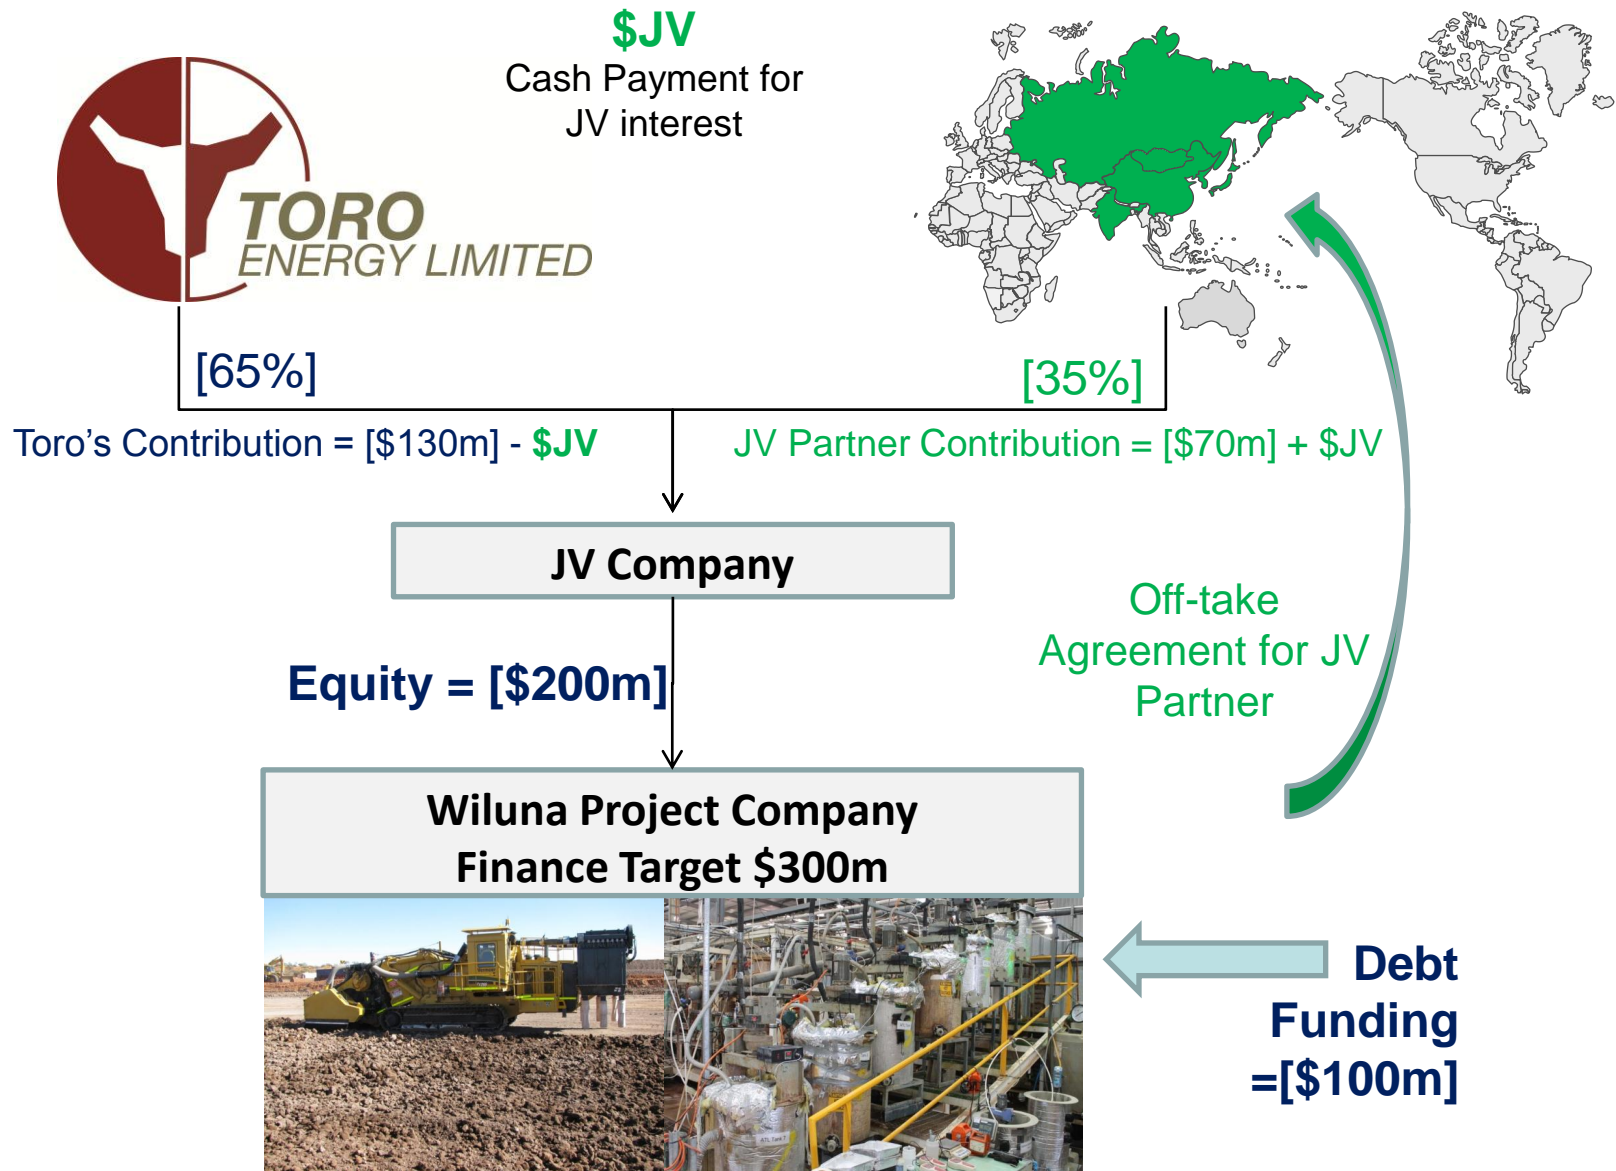 $JV
Cash Payment for
JV interest
TORO
ENERGY LIMITED
[65%]
[35%]
Toro’s Contribution = [$130m] - $JV
JV Partner Contribution = [$70m] + $JV
JV Company
Off-take
Agreement for JV
Partner
Equity = [$200m]
Wiluna Project Company
Finance Target $300m
Debt
Funding
=[$100m]